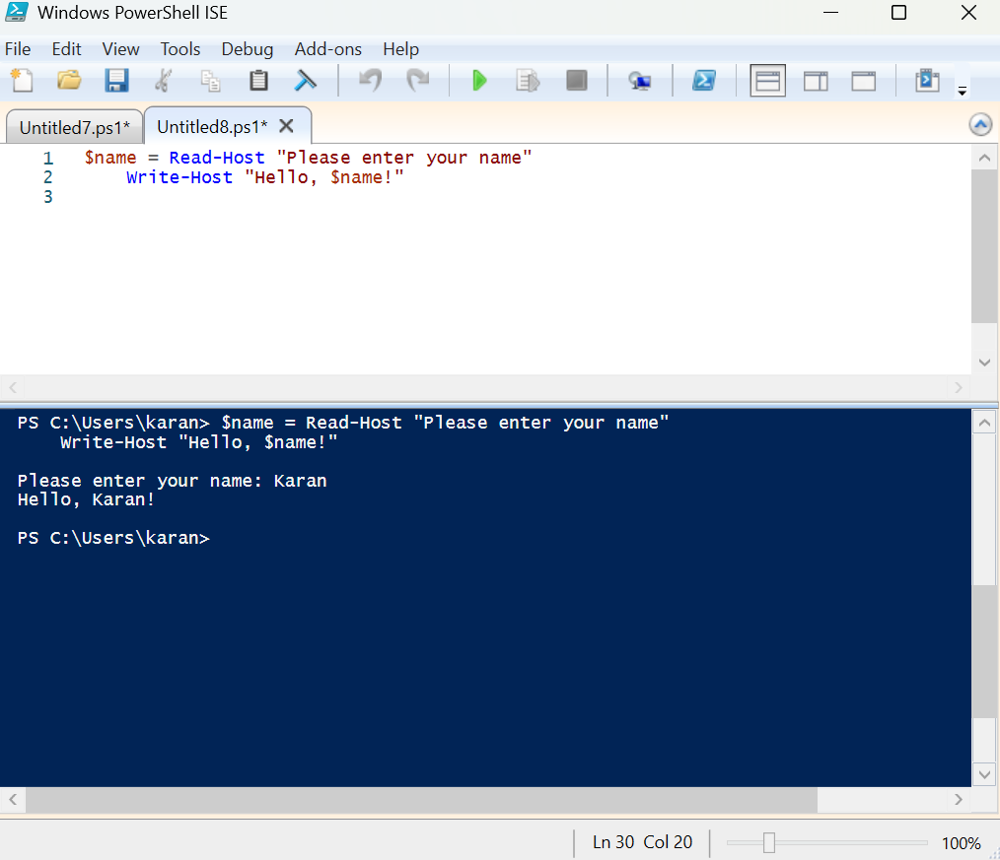 Windows PowerShell ISE
File Edit View Tools Debug Add-ons Help
Untitled7.ps1* Untitled8.ps1*
1 $name = Read-Host "Please enter your name"
2     Write-Host "Hello, $name!"
3
PS C:\Users\karan> $name = Read-Host "Please enter your name"
    Write-Host "Hello, $name!"
Please enter your name: Karan
Hello, Karan!
PS C:\Users\karan>
Ln 30 Col 20 100%